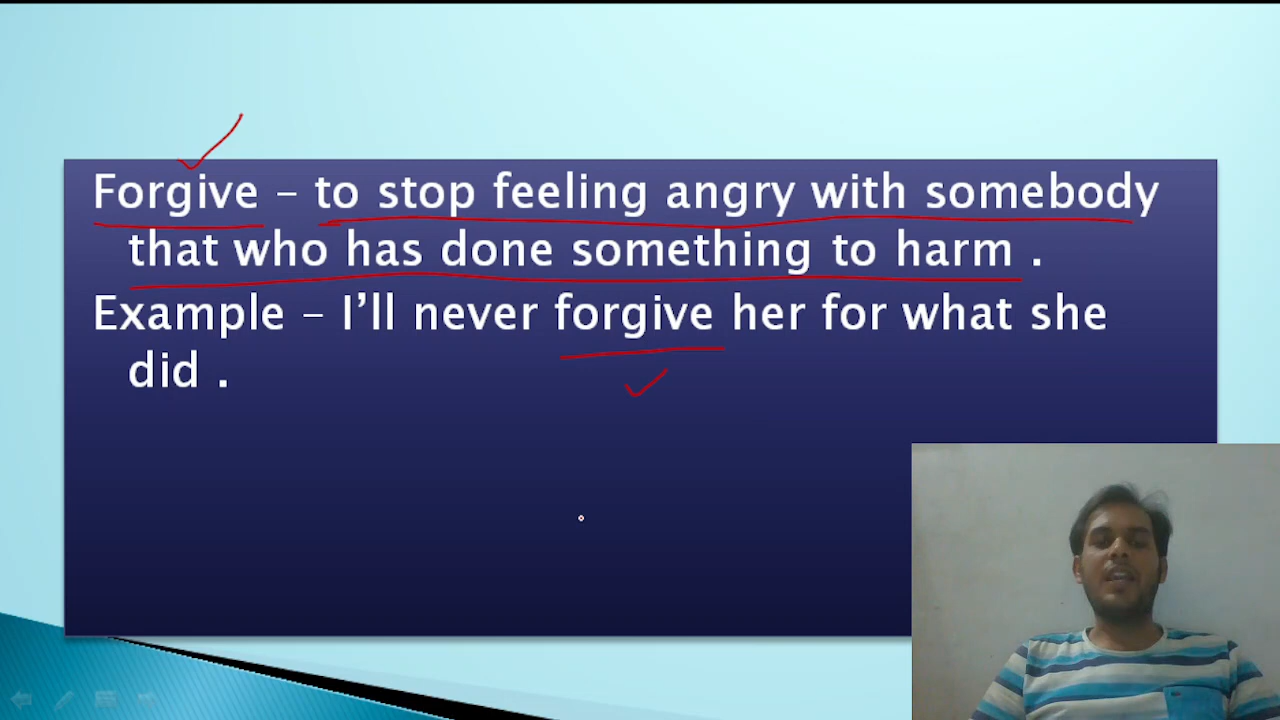 Forgive – to stop feeling angry with somebody
that who has done something to harm .
Example – I’ll never forgive her for what she
did .